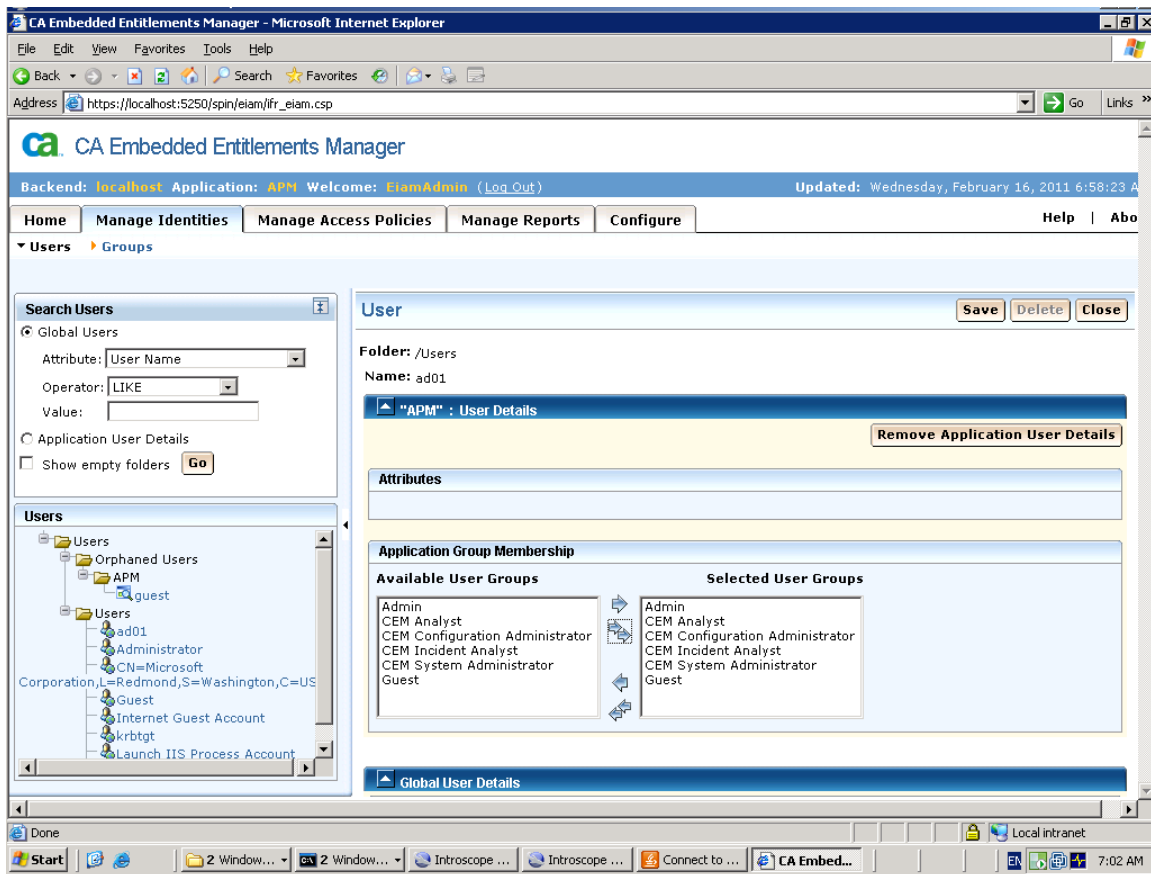 CA Embedded Entitlements Manager - Microsoft Internet Explorer
File Edit View Favorites Tools Help
Back Search Favorites
Address https://localhost:5250/spin/eiam/ifr_eiam.csp Go Links »
ca. CA Embedded Entitlements Manager
Backend: localhost Application: APM Welcome: EiamAdmin (Log Out) Updated: Wednesday, February 16, 2011 6:58:23 A
Home Manage Identities Manage Access Policies Manage Reports Configure Help | Abo
Users Groups
Search Users
Global Users
Attribute: User Name
Operator: LIKE
Value:
Application User Details
Show empty folders Go
Users
Users
Orphaned Users
APM
guest
Users
ad01
Administrator
CN=Microsoft
Corporation,L=Redmond,S=Washington,C=US
Guest
Internet Guest Account
krbtgt
Launch IIS Process Account
User Save Delete Close
Folder: /Users
Name: ad01
"APM" : User Details
Remove Application User Details
Attributes
Application Group Membership
Available User Groups Selected User Groups
Admin Admin
CEM Analyst CEM Analyst
CEM Configuration Administrator CEM Configuration Administrator
CEM Incident Analyst CEM Incident Analyst
CEM System Administrator CEM System Administrator
Guest Guest
Global User Details
Done Local intranet
Start 2 Window... 2 Window... Introscope ... Introscope ... Connect to ... CA Embed... EN 7:02 AM